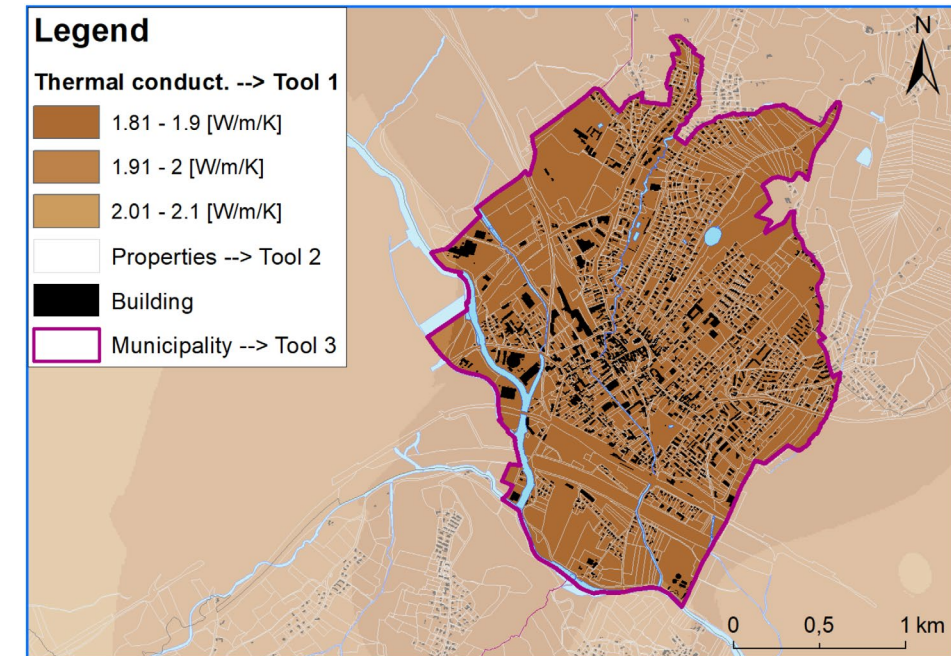 Legend
Thermal conduct. --> Tool 1
1.81 - 1.9 [W/m/K]
1.91 - 2 [W/m/K]
2.01 - 2.1 [W/m/K]
Properties --> Tool 2
Building
Municipality --> Tool 3
N
0 0,5 1 km